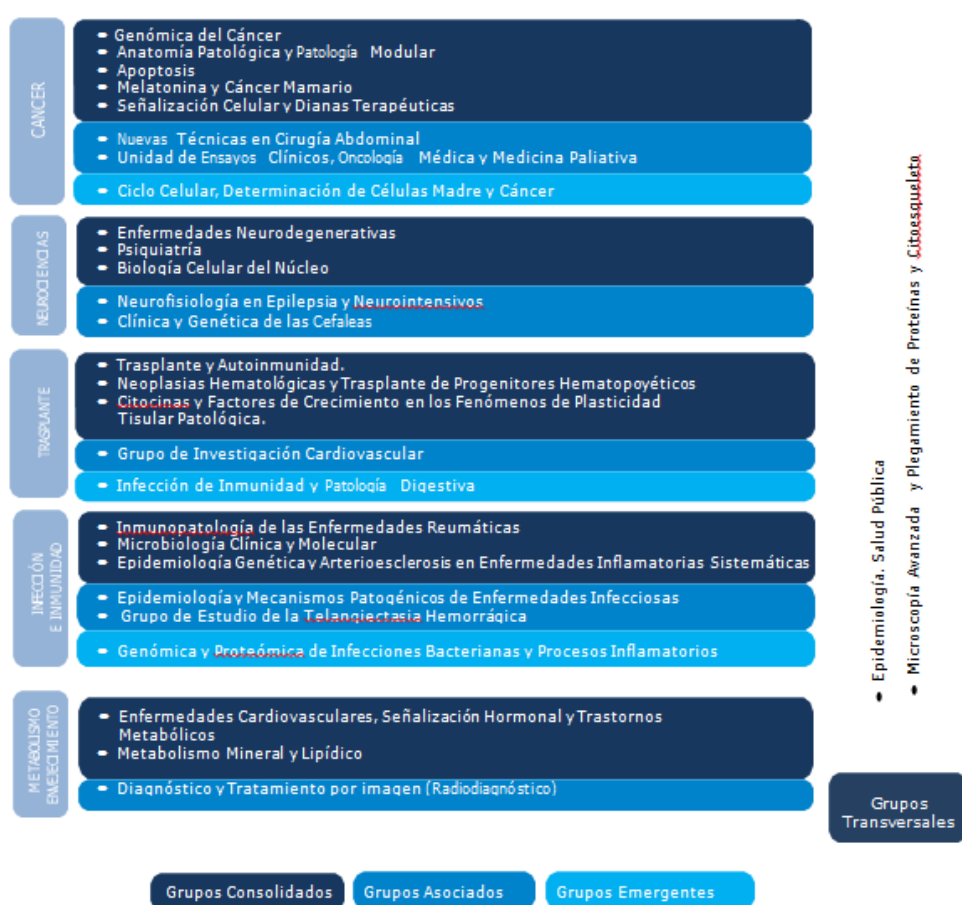 CANCER
Genómica del Cáncer
Anatomía Patológica y Patología Modular
Apoptosis
Melatonina y Cáncer Mamario
Señalización Celular y Dianas Terapéuticas
Nuevas Técnicas en Cirugía Abdominal
Unidad de Ensayos Clínicos, Oncología Médica y Medicina Paliativa
Ciclo Celular, Determinación de Células Madre y Cáncer
NEUROCIENCIAS
Enfermedades Neurodegenerativas
Psiquiatría
Biología Celular del Núcleo
Neurofisiología en Epilepsia y Neurointensivos
Clínica y Genética de las Cefaleas
TRASPLANTE
Trasplante y Autoinmunidad.
Neoplasias Hematológicas y Trasplante de Progenitores Hematopoyéticos
Citocinas y Factores de Crecimiento en los Fenómenos de Plasticidad
Tisular Patológica.
Grupo de Investigación Cardiovascular
Infección de Inmunidad y Patología Digestiva
INFECCIÓN
E INMUNIDAD
Inmunopatología de las Enfermedades Reumáticas
Microbiología Clínica y Molecular
Epidemiología Genética y Arterioesclerosis en Enfermedades Inflamatorias Sistemáticas
Epidemiología y Mecanismos Patogénicos de Enfermedades Infecciosas
Grupo de Estudio de la Telangiectasia Hemorrágica
Genómica y Proteómica de Infecciones Bacterianas y Procesos Inflamatorios
METABOLISMO
ENVEJECIMIENTO
Enfermedades Cardiovasculares, Señalización Hormonal y Trastornos
Metabólicos
Metabolismo Mineral y Lipídico
Diagnóstico y Tratamiento por imagen (Radiodiagnóstico)
Epidemiología. Salud Pública
Microscopía Avanzada y Plegamiento de Proteínas y Citoesqueleto
Grupos
Transversales
Grupos Consolidados
Grupos Asociados
Grupos Emergentes